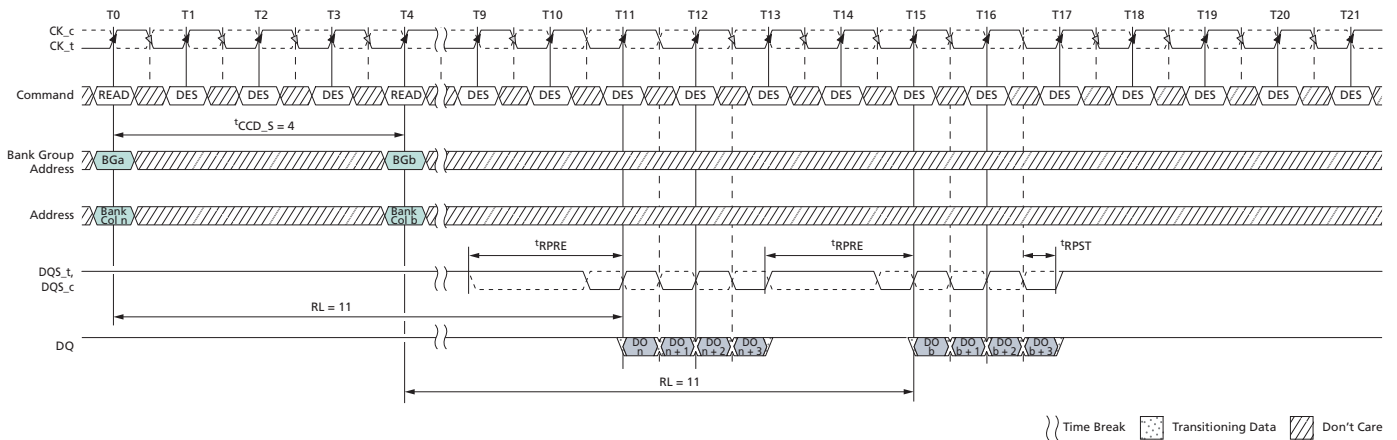 T0 T1 T2 T3 T4 T9 T10 T11 T12 T13 T14 T15 T16 T17 T18 T19 T20 T21
CK_c
CK_t
Command READ DES DES DES READ DES DES DES DES DES DES DES DES DES DES DES DES DES
tCCD_S = 4
Bank Group
Address BGa BGb
Address Bank
Col n Bank
Col b
tRPRE tRPRE tRPST
DQS_t,
DQS_c
RL = 11
DQ DO
n DO
n + 1 DO
n + 2 DO
n + 3 DO
b DO
b + 1 DO
b + 2 DO
b + 3
RL = 11
Time Break Transitioning Data Don't Care